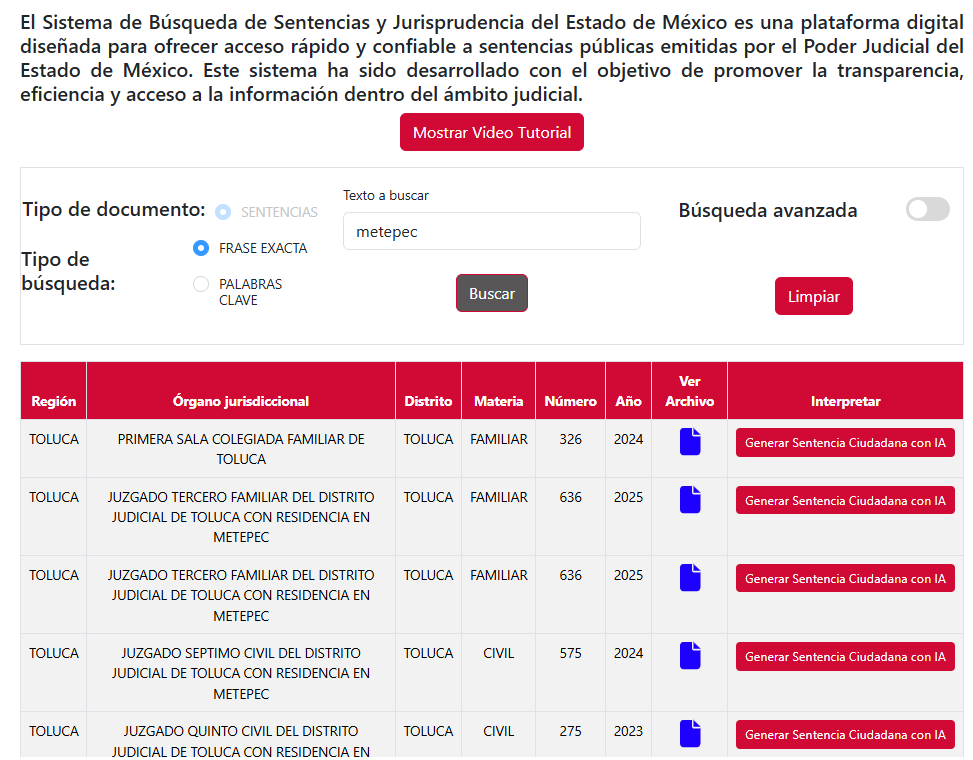 El Sistema de Búsqueda de Sentencias y Jurisprudencia del Estado de México es una plataforma digital
diseñada para ofrecer acceso rápido y confiable a sentencias públicas emitidas por el Poder Judicial del
Estado de México. Este sistema ha sido desarrollado con el objetivo de promover la transparencia,
eficiencia y acceso a la información dentro del ámbito judicial.
Mostrar Video Tutorial
Tipo de documento:
SENTENCIAS
Texto a buscar
metepec
Búsqueda avanzada
Tipo de
búsqueda:
FRASE EXACTA
PALABRAS
CLAVE
Buscar
Limpiar
Región Órgano jurisdiccional Distrito Materia Número Año Ver Archivo Interpretar
TOLUCA PRIMERA SALA COLEGIADA FAMILIAR DE TOLUCA FAMILIAR 326 2024 Generar Sentencia Ciudadana con IA
TOLUCA
TOLUCA JUZGADO TERCERO FAMILIAR DEL DISTRITO TOLUCA FAMILIAR 636 2025 Generar Sentencia Ciudadana con IA
JUDICIAL DE TOLUCA CON RESIDENCIA EN
METEPEC
TOLUCA JUZGADO TERCERO FAMILIAR DEL DISTRITO TOLUCA FAMILIAR 636 2025 Generar Sentencia Ciudadana con IA
JUDICIAL DE TOLUCA CON RESIDENCIA EN
METEPEC
TOLUCA JUZGADO SEPTIMO CIVIL DEL DISTRITO TOLUCA CIVIL 575 2024 Generar Sentencia Ciudadana con IA
JUDICIAL DE TOLUCA CON RESIDENCIA EN
METEPEC
TOLUCA JUZGADO QUINTO CIVIL DEL DISTRITO TOLUCA CIVIL 275 2023 Generar Sentencia Ciudadana con IA
JUDICIAL DE TOLUCA CON RESIDENCIA EN